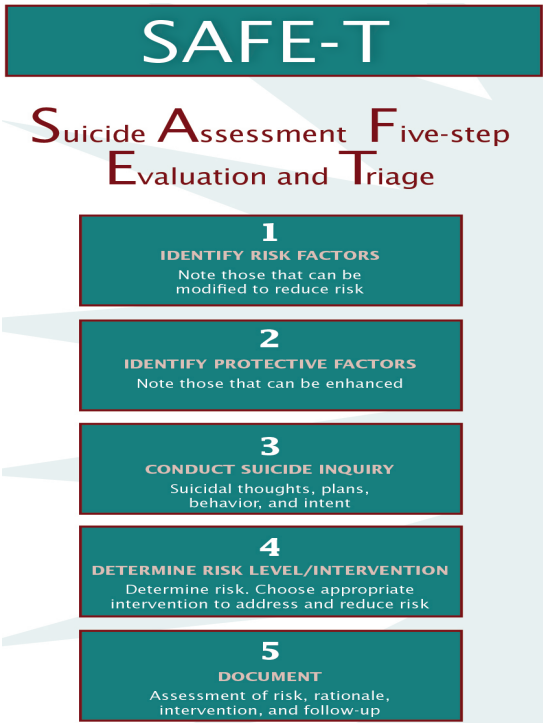 SAFE-T
Suicide Assessment Five-step
Evaluation and Triage
1
IDENTIFY RISK FACTORS
Note those that can be
modified to reduce risk
2
IDENTIFY PROTECTIVE FACTORS
Note those that can be enhanced
3
CONDUCT SUICIDE INQUIRY
Suicidal thoughts, plans,
behavior, and intent
4
DETERMINE RISK LEVEL/INTERVENTION
Determine risk. Choose appropriate
intervention to address and reduce risk
5
DOCUMENT
Assessment of risk, rationale,
intervention, and follow-up